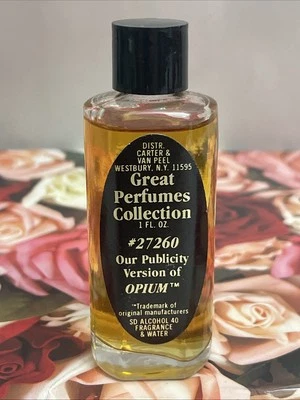 DISTR.
CARTER &
VAN PEEL
WESTBURY, N.Y. 11595
Great
Perfumes
Collection
1 FL. OZ.
#27260
Our Publicity
Version of
OPIUM™
™Trademark of
original manufacturers
SD ALCOHOL 40
FRAGRANCE
& WATER